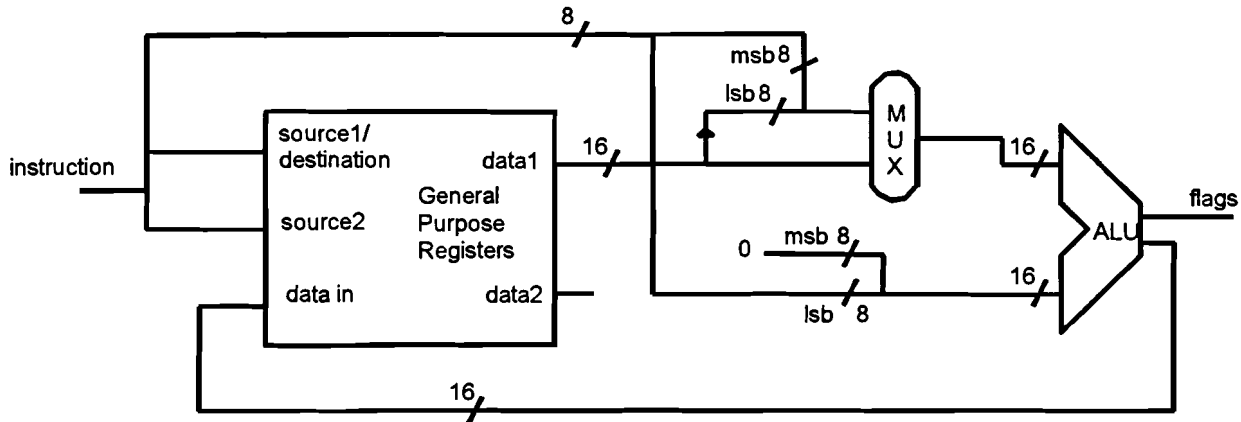 8
msb 8
lsb 8
M
U
X
source1/
destination
data1
16
16
instruction
General
Purpose
Registers
flags
source2
ALU
0
msb 8
16
data in
data2
lsb 8
16